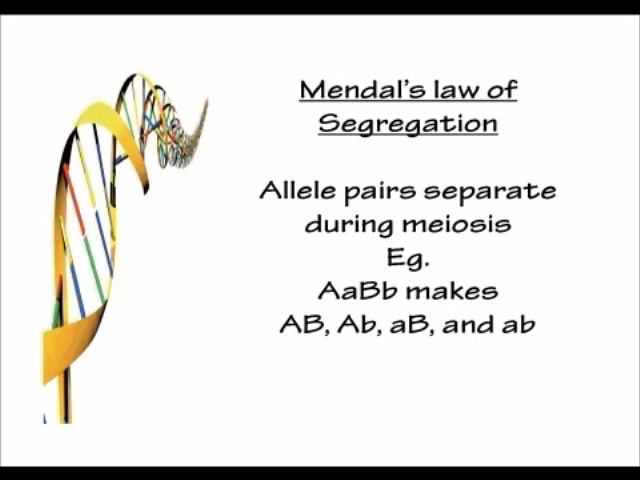 Mendal's law of
Segregation
Allele pairs separate
during meiosis
Eg.
AaBb makes
AB, Ab, aB, and ab